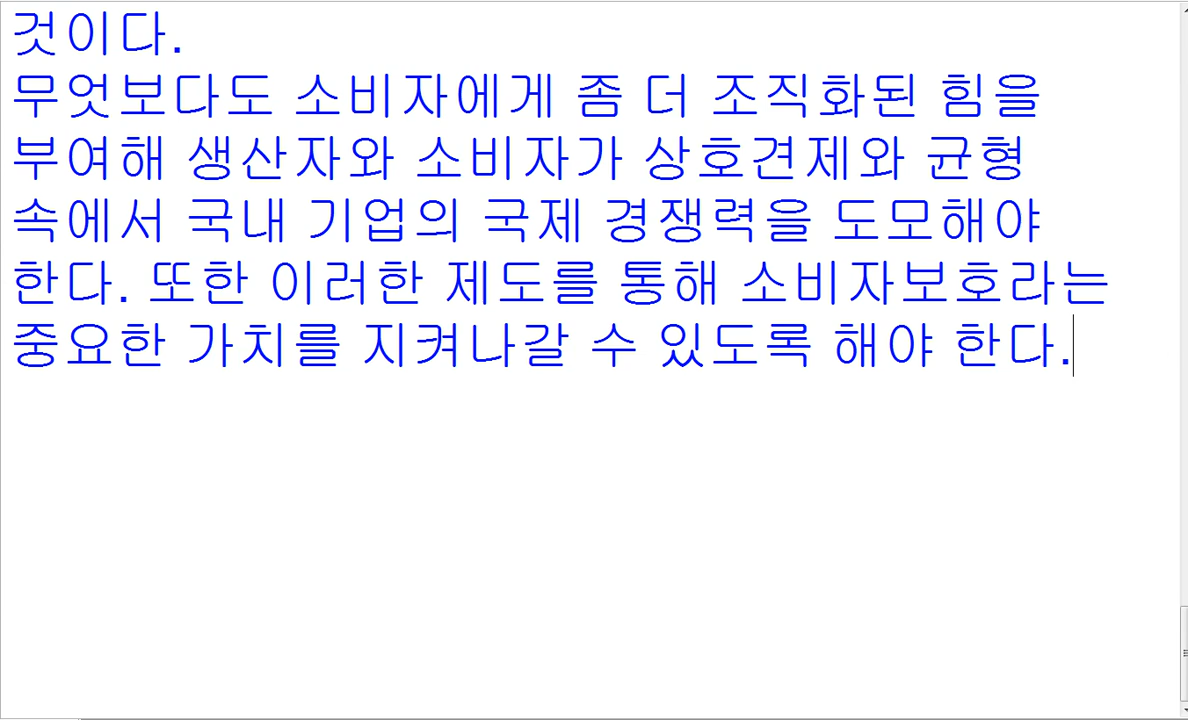 것이다.
무엇보다도 소비자에게 좀 더 조직화된 힘을
부여해 생산자와 소비자가 상호견제와 균형
속에서 국내 기업의 국제 경쟁력을 도모해야
한다. 또한 이러한 제도를 통해 소비자보호라는
중요한 가치를 지켜나갈 수 있도록 해야 한다.